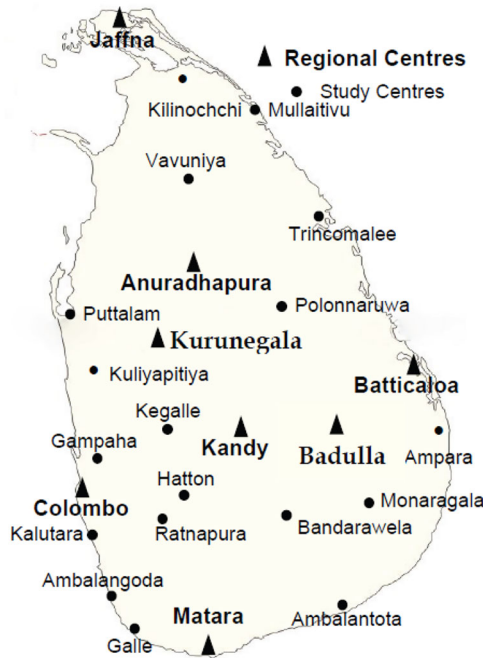 Jaffna
Regional Centres
Study Centres
Kilinochchi
Mullaitivu
Vavuniya
Trincomalee
Anuradhapura
Polonnaruwa
Puttalam
Kurunegala
Kuliyapitiya
Batticaloa
Kegalle
Gampaha
Kandy
Badulla
Ampara
Hatton
Colombo
Monaragala
Kalutara
Ratnapura
Bandarawela
Ambalangoda
Matara
Ambalantota
Galle